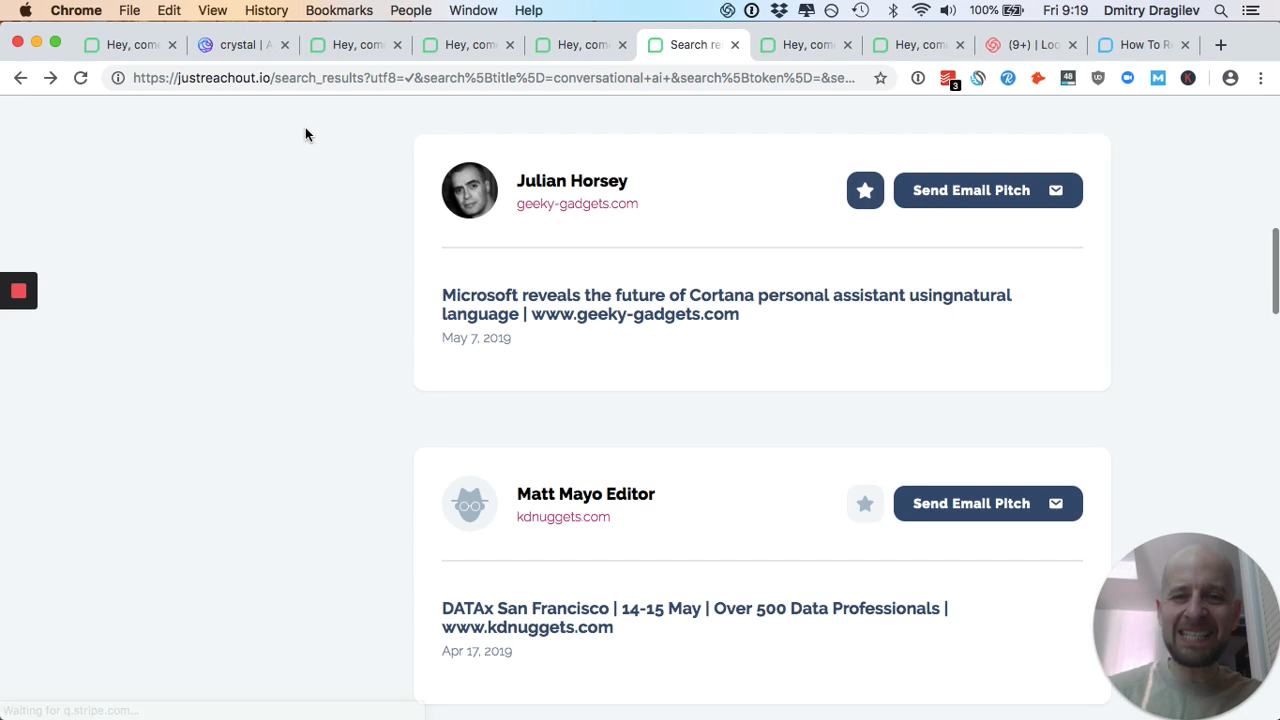 Chrome File Edit View History Bookmarks People Window Help 100% Fri 9:19 Dmitry Dragilev
Hey, com crystal | A Hey, com Hey, com Hey, com Search re Hey, com Hey, com (9+) | Loo How To R
https://justreachout.io/search_results?utf8=✓&search%5Btitle%5D=conversational+ai+&search%5Btoken%5D=&se...
3
48
Julian Horsey
geeky-gadgets.com
Send Email Pitch
Microsoft reveals the future of Cortana personal assistant usingnatural
language | www.geeky-gadgets.com
May 7, 2019
Matt Mayo Editor
kdnuggets.com
Send Email Pitch
DATAx San Francisco | 14-15 May | Over 500 Data Professionals |
www.kdnuggets.com
Apr 17, 2019
Waiting for q.stripe.com...